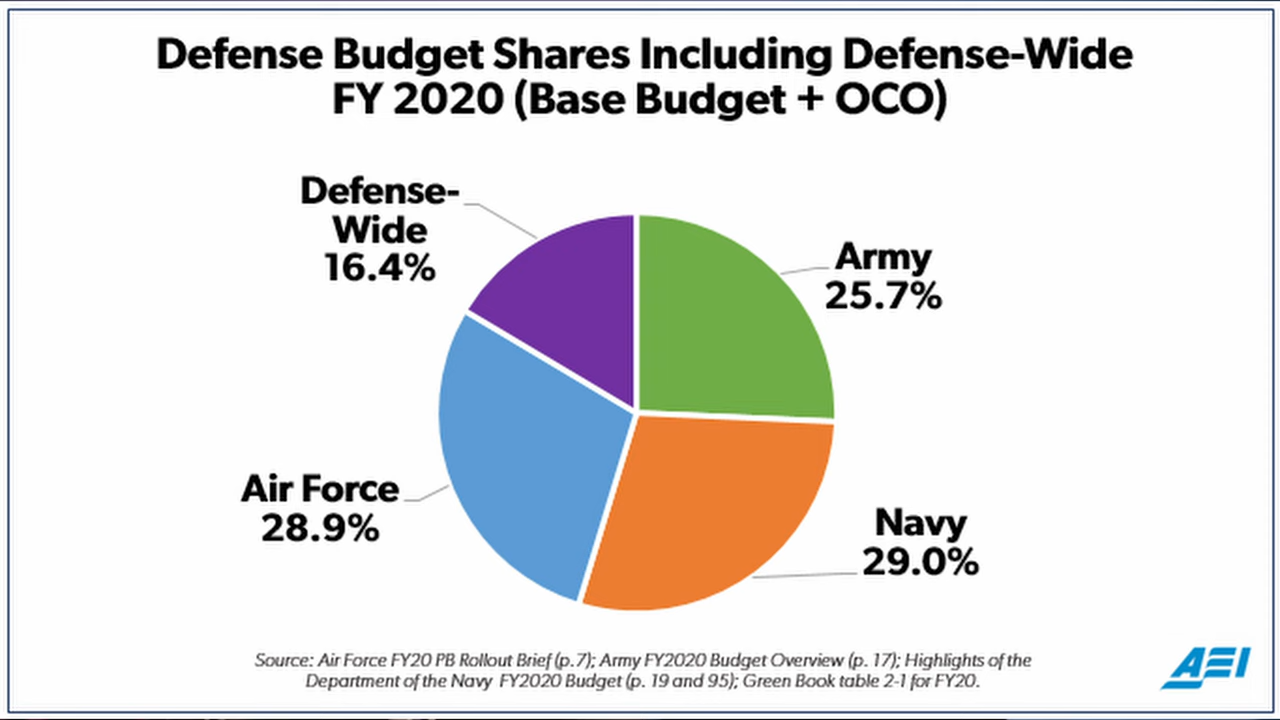 Defense Budget Shares Including Defense-Wide
FY 2020 (Base Budget + OCO)
Defense-
Wide
16.4%
Army
25.7%
Air Force
28.9%
Navy
29.0%
Source: Air Force FY20 PB Rollout Brief (p.7); Army FY2020 Budget Overview (p. 17); Highlights of the
Department of the Navy FY2020 Budget (p. 19 and 95); Green Book table 2-1 for FY20.
AEI